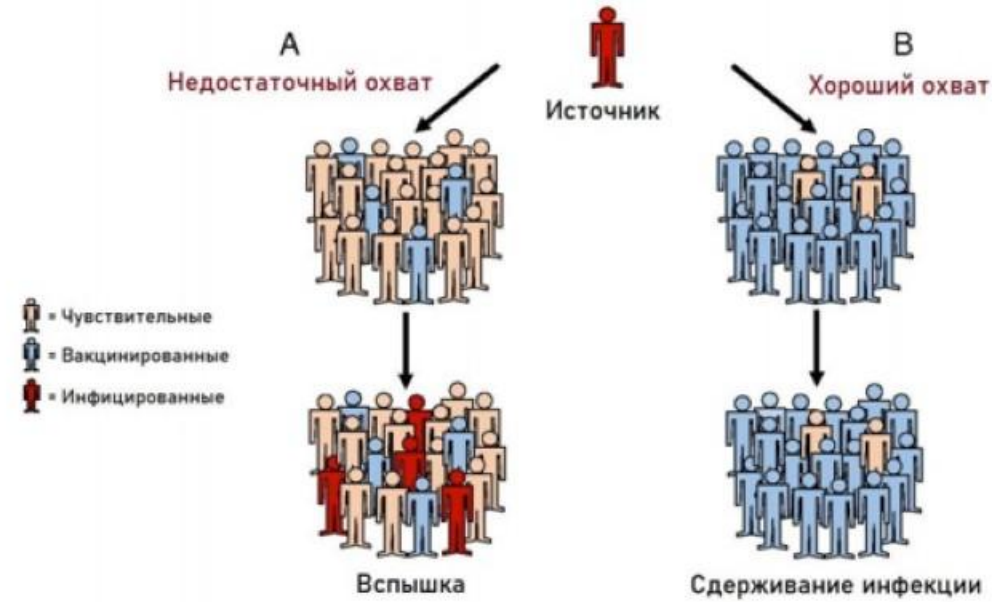 А
Недостаточный охват
Источник
В
Хороший охват
= Чувствительные
= Вакцинированные
= Инфицированные
Вспышка
Сдерживание инфекции